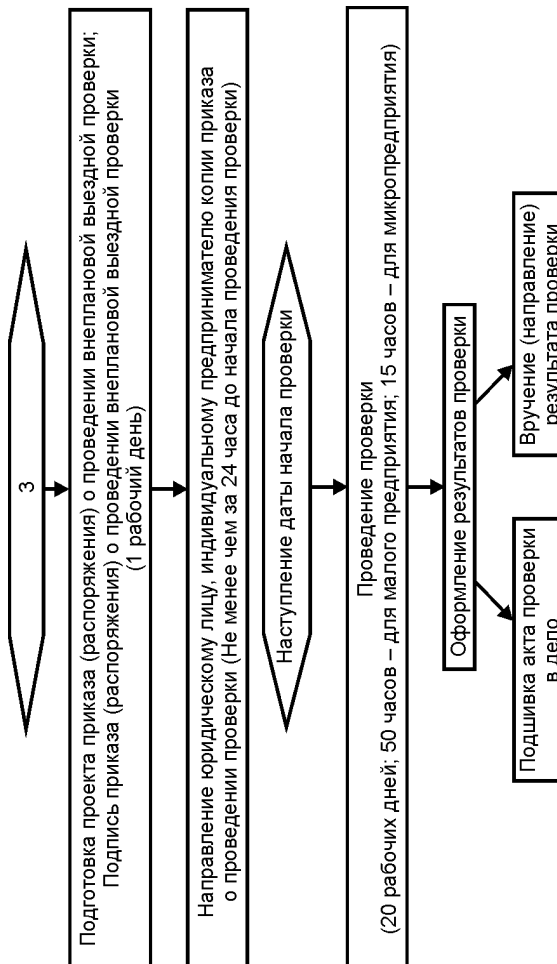 3
Подготовка проекта приказа (распоряжения) о проведении внеплановой выездной проверки;
Подпись приказа (распоряжения) о проведении внеплановой выездной проверки
(1 рабочий день)
Направление юридическому лицу, индивидуальному предпринимателю копии приказа
о проведении проверки (Не менее чем за 24 часа до начала проведения проверки)
Наступление даты начала проверки
Проведение проверки
(20 рабочих дней; 50 часов – для малого предприятия; 15 часов – для микропредприятия)
Оформление результатов проверки
Подшивка акта проверки
в дело
Вручение (направление)
результата проверки